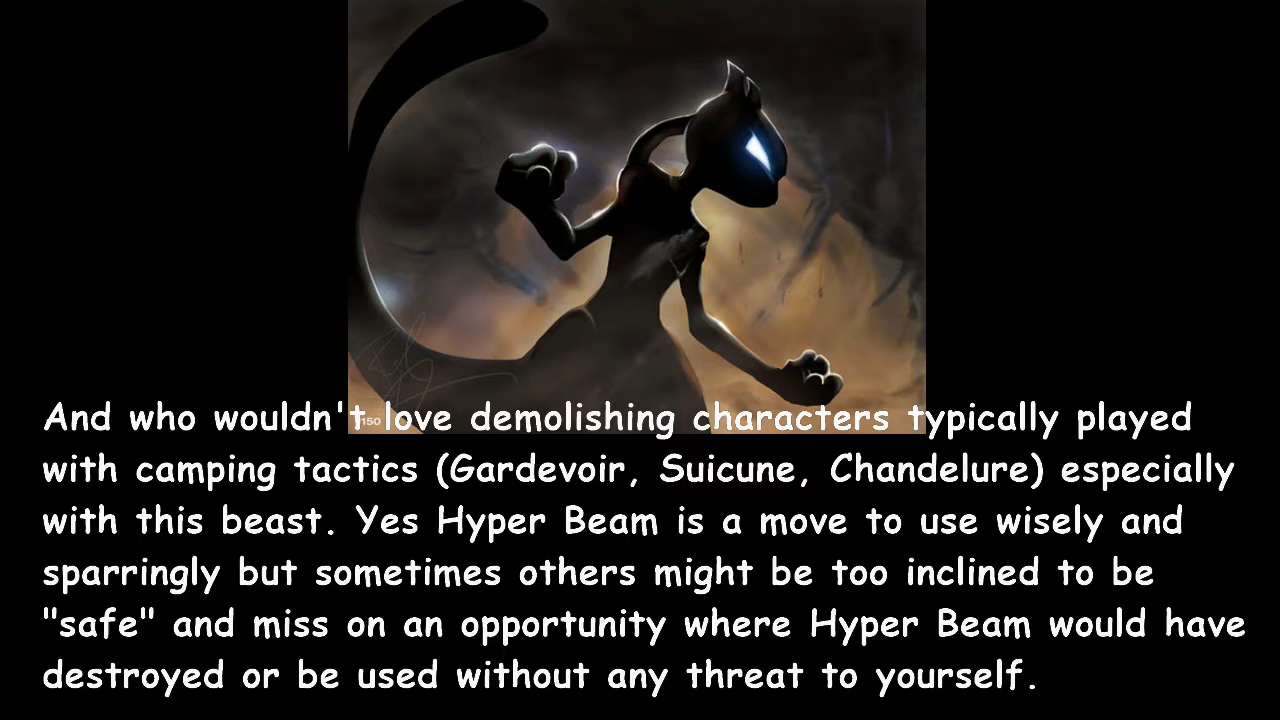 And who wouldn't love demolishing characters typically played
with camping tactics (Gardevoir, Suicune, Chandelure) especially
with this beast. Yes Hyper Beam is a move to use wisely and
sparringly but sometimes others might be too inclined to be
"safe" and miss on an opportunity where Hyper Beam would have
destroyed or be used without any threat to yourself.
150